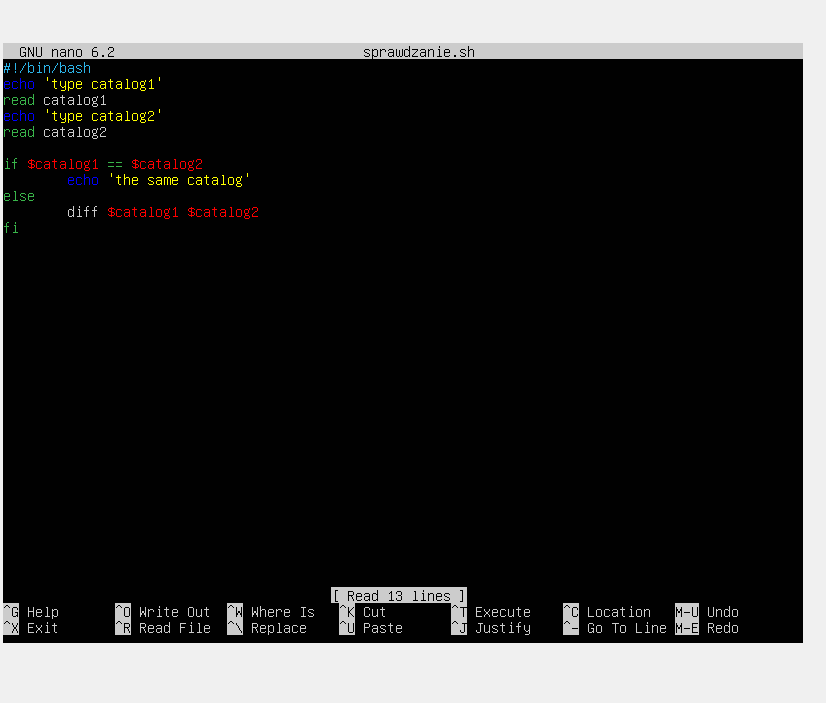 GNU nano 6.2 sprawdzanie.sh
#!/bin/bash
echo 'type catalog1'
read catalog1
echo 'type catalog2'
read catalog2
if $catalog1 == $catalog2
echo 'the same catalog'
else
diff $catalog1 $catalog2
fi
[ Read 13 lines ]
^G Help ^O Write Out ^W Where Is ^K Cut ^T Execute ^C Location M-U Undo
^X Exit ^R Read File ^\ Replace ^U Paste ^J Justify ^- Go To Line M-E Redo